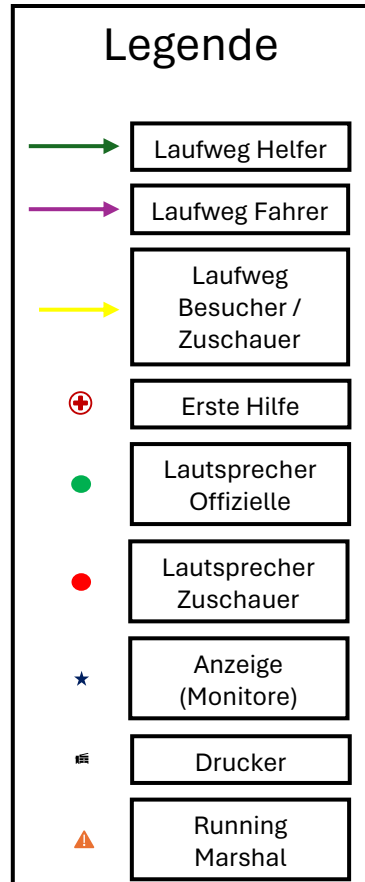 Legende
Laufweg Helfer
Laufweg Fahrer
Laufweg
Besucher /
Zuschauer
Erste Hilfe
Lautsprecher
Offizielle
Lautsprecher
Zuschauer
Anzeige
(Monitore)
Drucker
Running
Marshal